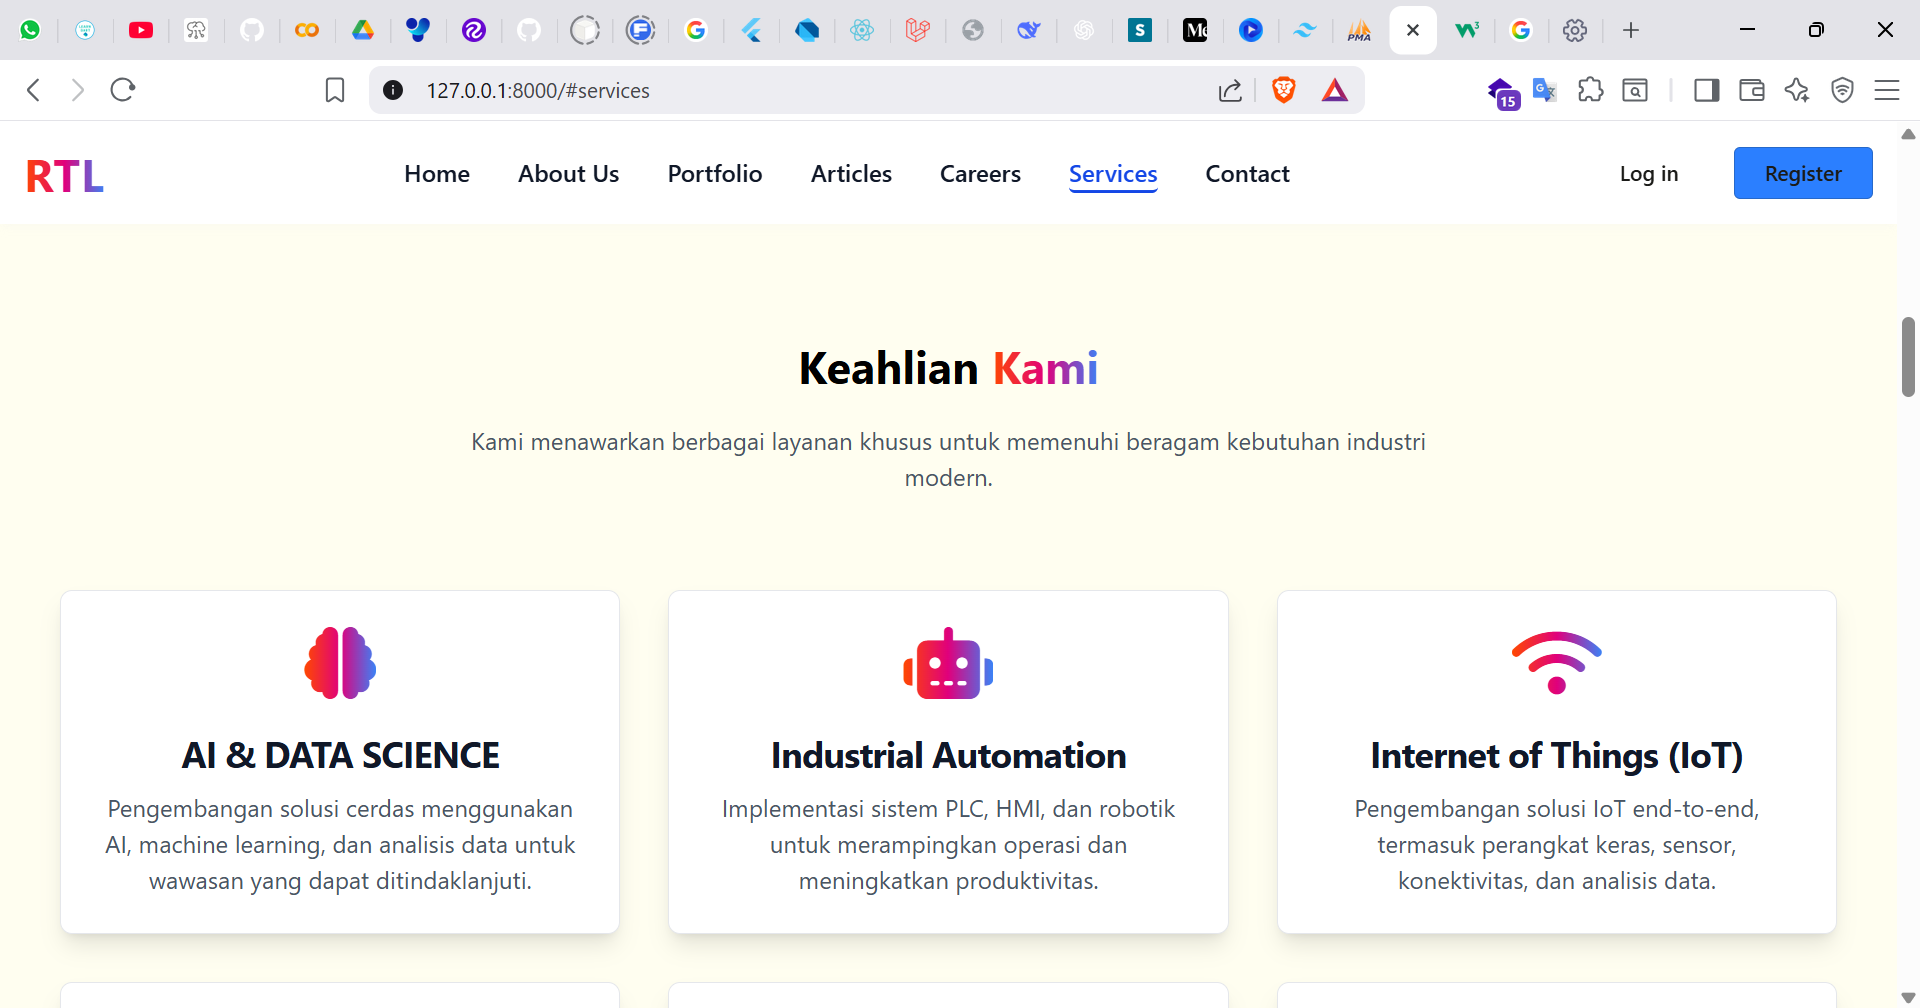 PMA
S
Me
127.0.0.1:8000/#services
15
RTL
Home
About Us
Portfolio
Articles
Careers
Services
Contact
Log in
Register
Keahlian Kami
Kami menawarkan berbagai layanan khusus untuk memenuhi beragam kebutuhan industri
modern.
AI & DATA SCIENCE
Pengembangan solusi cerdas menggunakan
AI, machine learning, dan analisis data untuk
wawasan yang dapat ditindaklanjuti.
Industrial Automation
Implementasi sistem PLC, HMI, dan robotik
untuk merampingkan operasi dan
meningkatkan produktivitas.
Internet of Things (IoT)
Pengembangan solusi IoT end-to-end,
termasuk perangkat keras, sensor,
konektivitas, dan analisis data.